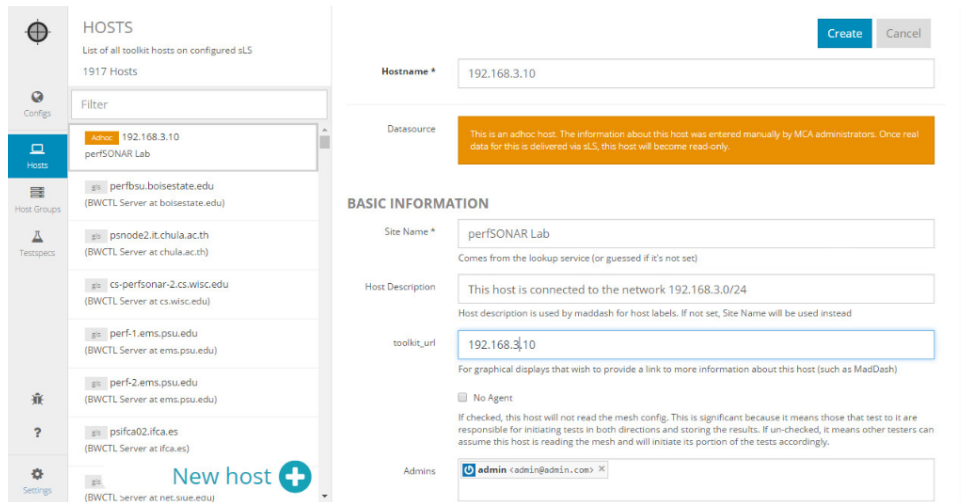 HOSTS
List of all toolkit hosts on configured sLS
1917 Hosts
Filter
Configs
Hosts
Host Groups
Testspecs
?
Settings
Adhoc 192.168.3.10
perfSONAR Lab
gls perfbsu.boisestate.edu
(BWCTL Server at boisestate.edu)
gls psnode2.it.chula.ac.th
(BWCTL Server at chula.ac.th)
gls cs-perfsonar-2.cs.wisc.edu
(BWCTL Server at cs.wisc.edu)
gls perf-1.ems.psu.edu
(BWCTL Server at ems.psu.edu)
gls perf-2.ems.psu.edu
(BWCTL Server at ems.psu.edu)
gls psifca02.ifca.es
(BWCTL Server at ifca.es)
gls
(BWCTL Server at net.siue.edu)
New host
Create Cancel
Hostname * 192.168.3.10
Datasource
This is an adhoc host. The information about this host was entered manually by MCA administrators. Once real
data for this is delivered via sLS, this host will become read-only.
BASIC INFORMATION
Site Name * perfSONAR Lab
Comes from the lookup service (or guessed if it's not set)
Host Description This host is connected to the network 192.168.3.0/24
Host description is used by maddash for host labels. If not set, Site Name will be used instead
toolkit_url 192.168.3.10
For graphical displays that wish to provide a link to more information about this host (such as MadDash)
No Agent
If checked, this host will not read the mesh config. This is significant because it means those that test to it are
responsible for initiating tests in both directions and storing the results. If un-checked, it means other testers can
assume this host is reading the mesh and will initiate its portion of the tests accordingly.
Admins admin <admin@admin.com> ×